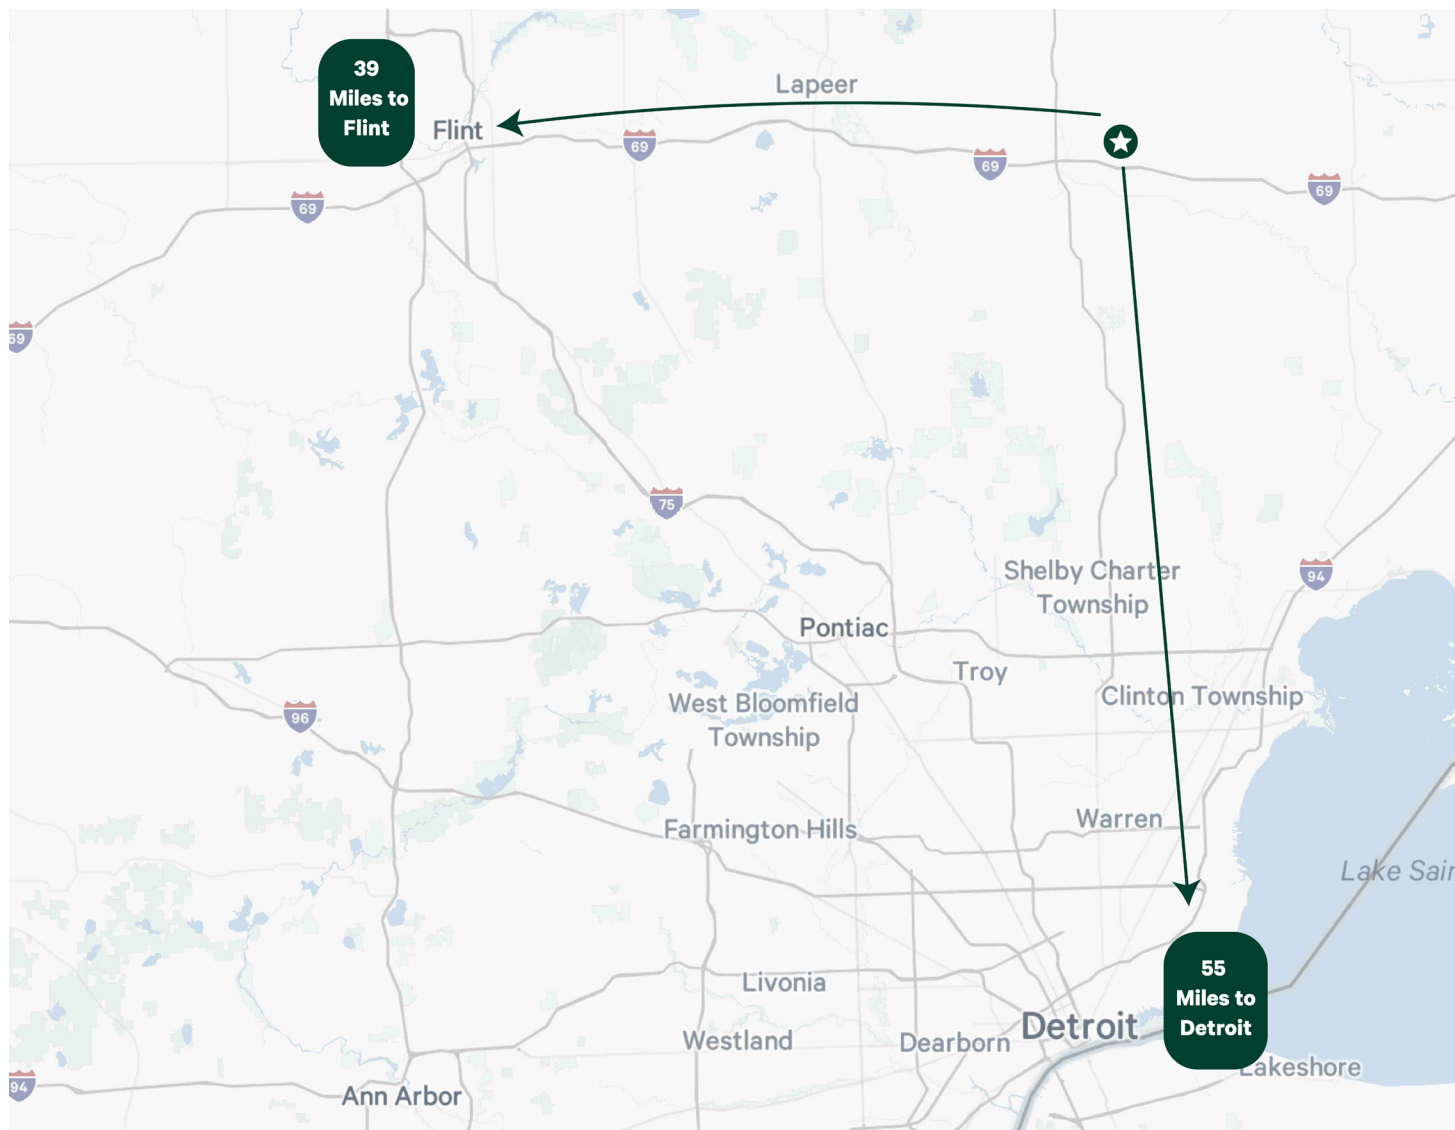 39
Miles to
Flint
Lapeer
Flint
69
69
69
69
69
75
Shelby Charter
Township
94
Pontiac
Troy
West Bloomfield
Township
Clinton Township
96
Warren
Farmington Hills
Lake Sain
55
Miles to
Detroit
Livonia
Detroit
Westland
Dearborn
Lakeshore
94
Ann Arbor